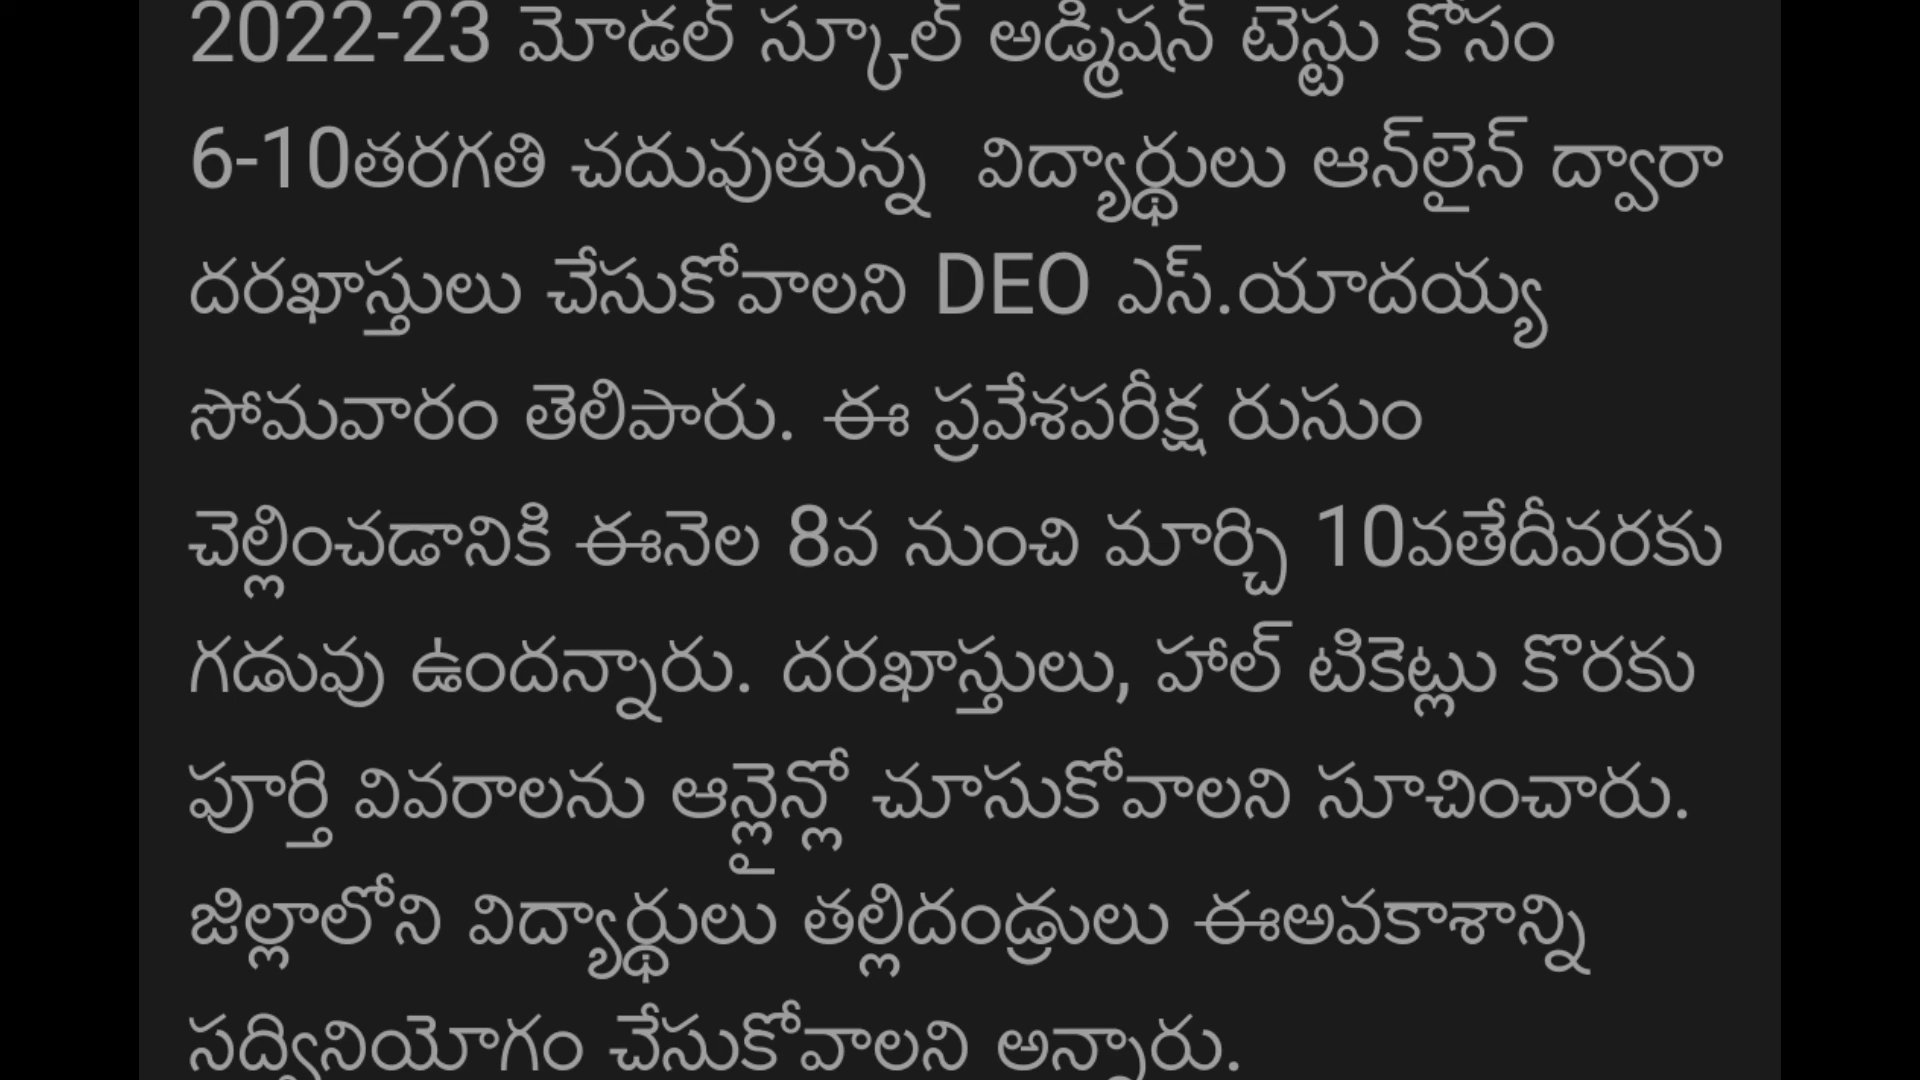 2022-23 మోడల్ స్కూల్ అడ్మిషన్ టెస్టు కోసం
6-10తరగతి చదువుతున్న  విద్యార్థులు ఆన్‌లైన్ ద్వారా
దరఖాస్తులు చేసుకోవాలని DEO ఎస్.యాదయ్య
సోమవారం తెలిపారు. ఈ ప్రవేశపరీక్ష రుసుం
చెల్లించడానికి ఈనెల 8వ నుంచి మార్చి 10వతేదీవరకు
గడువు ఉందన్నారు. దరఖాస్తులు, హాల్ టికెట్లు కొరకు
పూర్తి వివరాలను ఆన్లైన్లో చూసుకోవాలని సూచించారు.
జిల్లాలోని విద్యార్థులు తల్లిదండ్రులు ఈఅవకాశాన్ని
సద్వినియోగం చేసుకోవాలని అన్నారు.